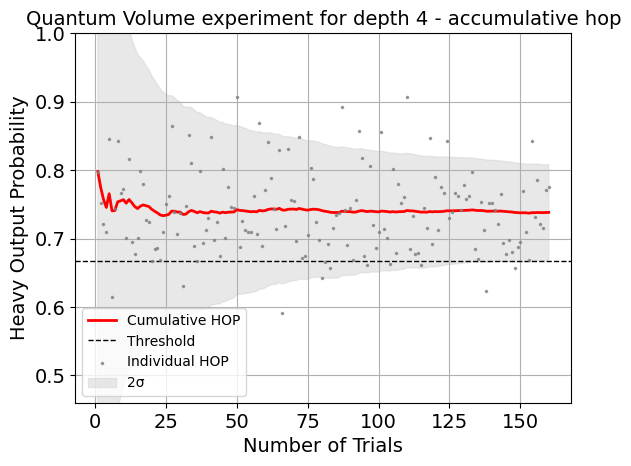 Quantum Volume experiment for depth 4 - accumulative hop
Heavy Output Probability
1.0
0.9
0.8
0.7
0.6
0.5
Cumulative HOP
Threshold
Individual HOP
2σ
0 25 50 75 100 125 150
Number of Trials